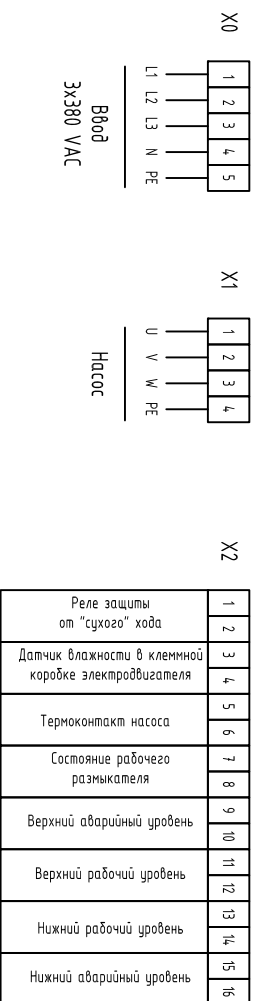 X0
1
2
3
4
5
L1
L2
L3
N
PE
Ввод
3x380 VAC
X1
1
2
3
4
U
V
W
PE
Насос
X2
Реле защиты
от "сухого" хода
1
2
Датчик влажности в клеммной
коробке электродвигателя
3
4
Термоконтакт насоса
5
6
Состояние рабочего
размыкателя
7
8
Верхний аварийный уровень
9
10
Верхний рабочий уровень
11
12
Нижний рабочий уровень
13
14
Нижний аварийный уровень
15
16